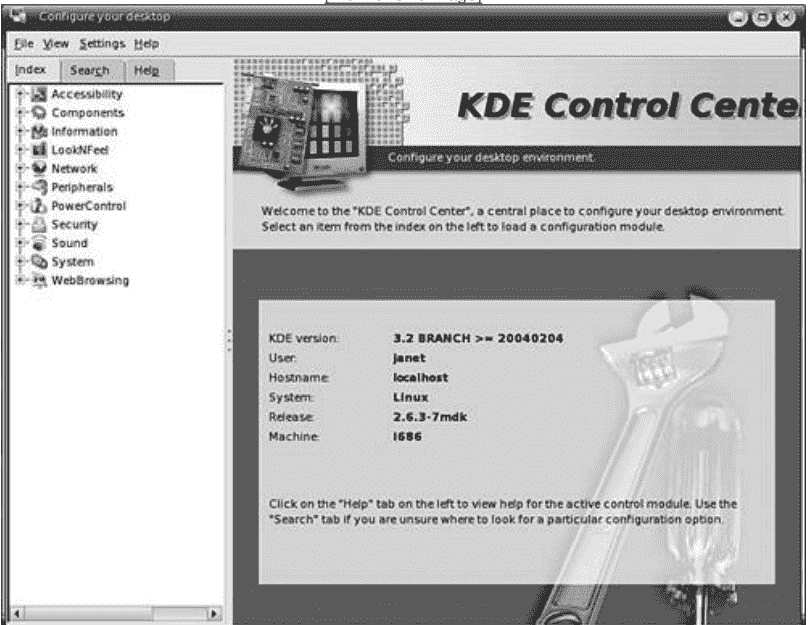 Configure your desktop
File View Settings Help
Index Search Help
Accessibility
Components
Information
LookNFeel
Network
Peripherals
PowerControl
Security
Sound
System
WebBrowsing
KDE Control Cente
Configure your desktop environment.
Welcome to the "KDE Control Center", a central place to configure your desktop environment.
Select an item from the index on the left to load a configuration module.
KDE version: 3.2 BRANCH >= 20040204
User: janet
Hostname: localhost
System: Linux
Release: 2.6.3-7mdk
Machine: i686
Click on the "Help" tab on the left to view help for the active control module. Use the
"Search" tab if you are unsure where to look for a particular configuration option.